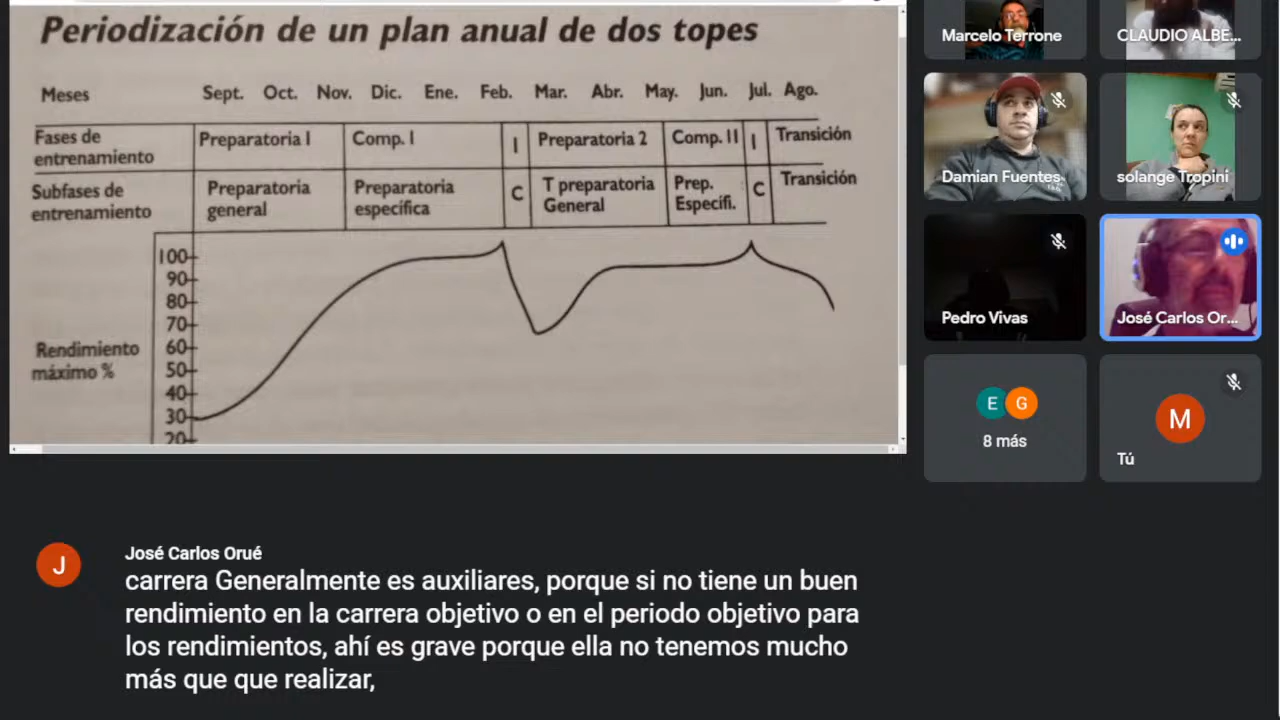 Periodización de un plan anual de dos topes
Meses Sept. Oct. Nov. Dic. Ene. Feb. Mar. Abr. May. Jun. Jul. Ago.
Fases de entrenamiento Preparatoria I Comp. I I Preparatoria 2 Comp. II I Transición
Subfases de entrenamiento Preparatoria general Preparatoria específica C T preparatoria General Prep. Especifi. C Transición
100
90
80
70
60
50
40
30
20
Rendimiento
máximo %
Marcelo Terrone
CLAUDIO ALBE...
Damian Fuentes
solange Tropini
Pedro Vivas
José Carlos Or...
E G
8 más
M
Tú
J
José Carlos Orué
carrera Generalmente es auxiliares, porque si no tiene un buen
rendimiento en la carrera objetivo o en el periodo objetivo para
los rendimientos, ahí es grave porque ella no tenemos mucho
más que que realizar,